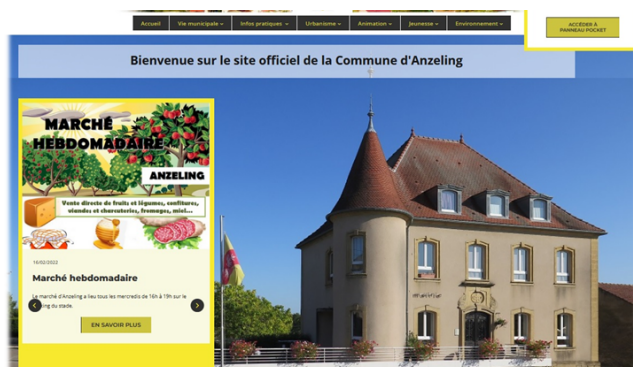 Accueil Vie municipale Infos pratiques Urbanisme Animation Jeunesse Environnement
ACCÉDER À
PANNEAU POCKET
Bienvenue sur le site officiel de la Commune d'Anzeling
MARCHÉ
HEBDOMADAIRE
ANZELING
Vente directe de fruits et légumes, confitures,
viandes et charcuteries, fromages, miel...
16/02/2022
Marché hebdomadaire
Le marché d'Anzeling a lieu tous les mercredis de 16h à 19h sur le
du stade.
EN SAVOIR PLUS